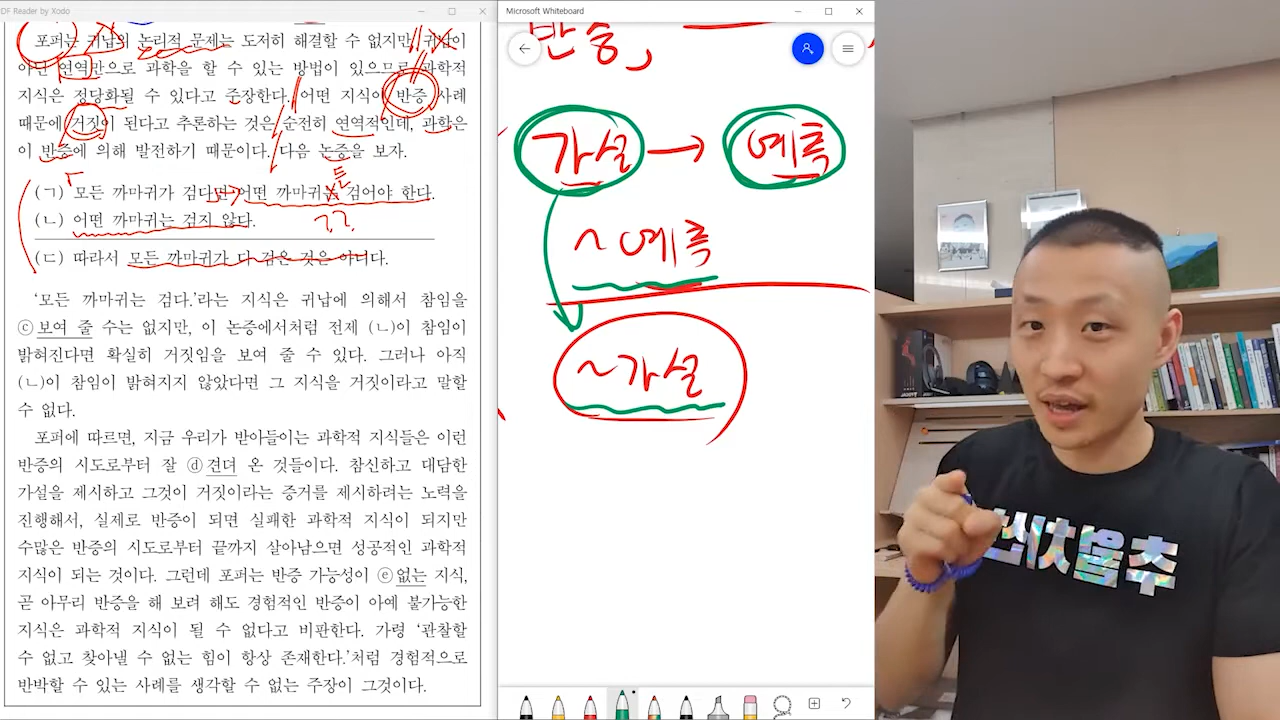 DF Reader by Xodo
Microsoft Whiteboard
포퍼는 귀납의 논리적 문제는 도저히 해결할 수 없지만, 귀납이
아닌 연역만으로 과학을 할 수 있는 방법이 있으므로 과학적
지식은 정당화될 수 있다고 주장한다. 어떤 지식이 반증 사례
때문에 거짓이 된다고 추론하는 것은 순전히 연역적인데, 과학은
이 반증에 의해 발전하기 때문이다. 다음 논증을 보자.
(ㄱ) 모든 까마귀가 검다면 어떤 까마귀는 검어야 한다.
(ㄴ) 어떤 까마귀는 검지 않다.
(ㄷ) 따라서 모든 까마귀가 다 검은 것은 아니다.
‘모든 까마귀는 검다.’라는 지식은 귀납에 의해서 참임을
ⓒ보여 줄 수는 없지만, 이 논증에서처럼 전제 (ㄴ)이 참임이
밝혀진다면 확실히 거짓임을 보여 줄 수 있다. 그러나 아직
(ㄴ)이 참임이 밝혀지지 않았다면 그 지식을 거짓이라고 말할
수 없다.
포퍼에 따르면, 지금 우리가 받아들이는 과학적 지식들은 이런
반증의 시도로부터 잘 ⓓ견뎌 온 것들이다. 참신하고 대담한
가설을 제시하고 그것이 거짓이라는 증거를 제시하려는 노력을
진행해서, 실제로 반증이 되면 실패한 과학적 지식이 되지만
수많은 반증의 시도로부터 끝까지 살아남으면 성공적인 과학적
지식이 되는 것이다. 그런데 포퍼는 반증 가능성이 ⓔ없는 지식,
곧 아무리 반증을 해 보려 해도 경험적인 반증이 아예 불가능한
지식은 과학적 지식이 될 수 없다고 비판한다. 가령 ‘관찰할
수 없고 찾아낼 수 없는 힘이 항상 존재한다.’처럼 경험적으로
반박할 수 있는 사례를 생각할 수 없는 주장이 그것이다.
반증
가설 → 예측
~예측
~가설